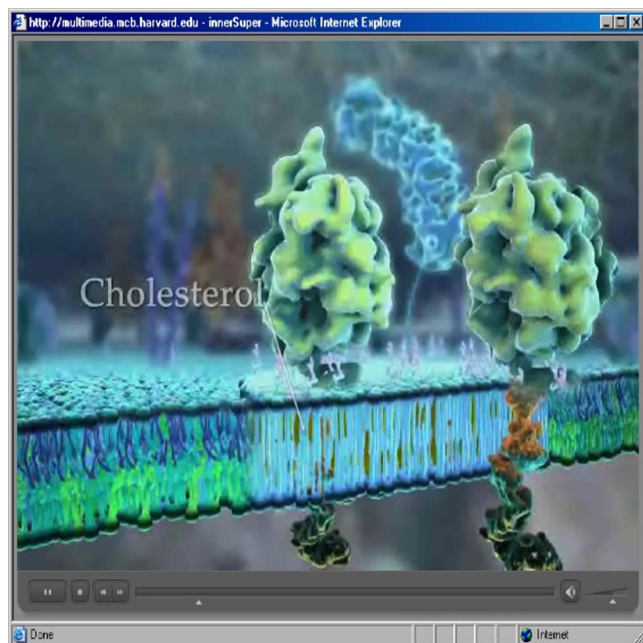 http://multimedia.mcb.harvard.edu - innerSuper - Microsoft Internet Explorer
Cholesterol
Done
Internet